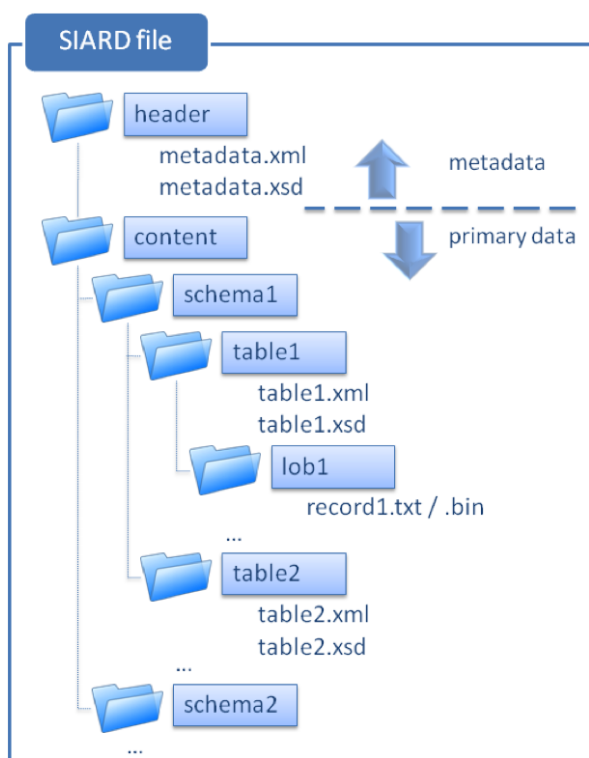 SIARD file
header
metadata.xml
metadata.xsd
metadata
content
primary data
schema1
table1
table1.xml
table1.xsd
lob1
record1.txt / .bin
...
table2
table2.xml
table2.xsd
...
schema2
...